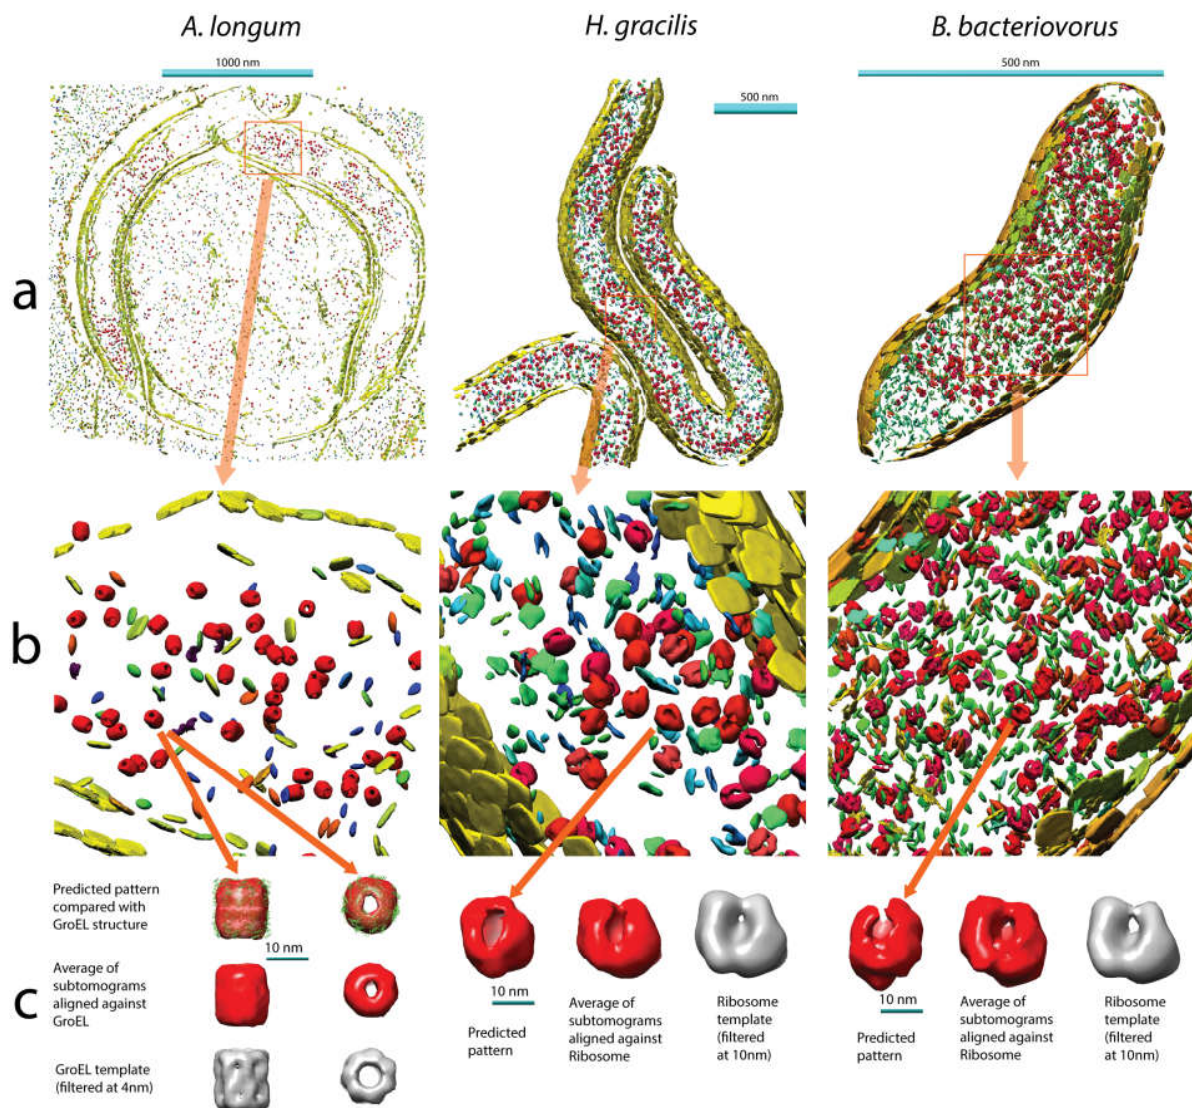 A. longum
H. gracilis
B. bacteriovorus
1000 nm
500 nm
500 nm
a
b
c
Predicted pattern
compared with
GroEL structure
10 nm
Average of
subtomograms
aligned against
GroEL
GroEL template
(filtered at 4nm)
10 nm
Predicted
pattern
Average of
subtomograms
aligned against
Ribosome
Ribosome
template
(filtered
at 10nm)
10 nm
Predicted
pattern
Average of
subtomograms
aligned against
Ribosome
Ribosome
template
(filtered
at 10nm)